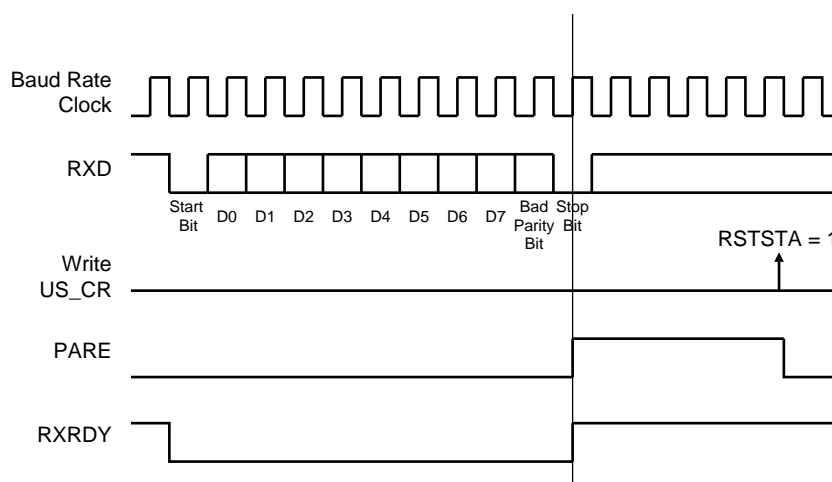 Baud Rate
Clock
RXD
Start
Bit
D0 D1 D2 D3 D4 D5 D6 D7
Bad
Parity
Bit
Stop
Bit
RSTSTA = 1
Write
US_CR
PARE
RXRDY